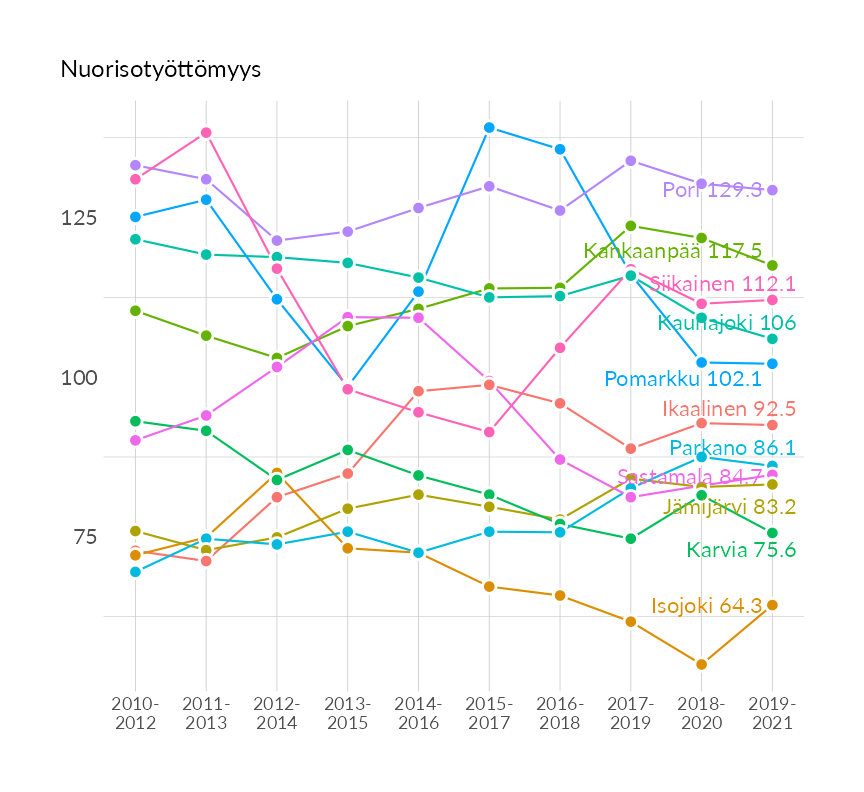 Nuorisotyöttömyys
125
100
75
Pori 129.3
Kankaanpää 117.5
Siikainen 112.1
Kauhajoki 106
Pomarkku 102.1
Ikaalinen 92.5
Parkano 86.1
Sastamala 84.7
Jämijärvi 83.2
Karvia 75.6
Isojoki 64.3
2010-
2012
2011-
2013
2012-
2014
2013-
2015
2014-
2016
2015-
2017
2016-
2018
2017-
2019
2018-
2020
2019-
2021